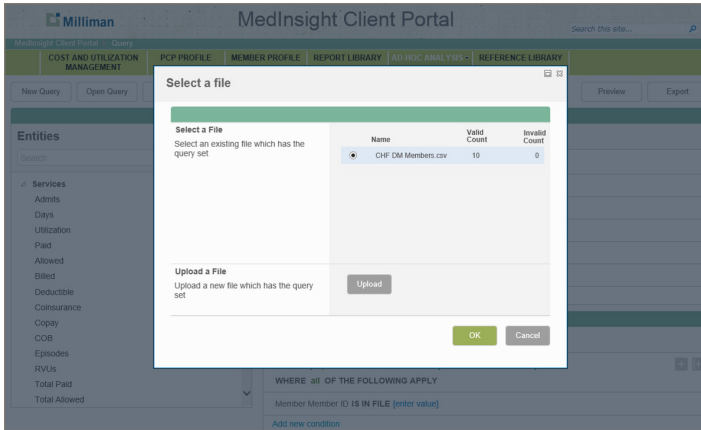 Milliman
MedInsight Client Portal
Search this site...
MedInsight Client Portal Query
COST AND UTILIZATION MANAGEMENT
PCP PROFILE
MEMBER PROFILE
REPORT LIBRARY
AD HOC ANALYSIS
REFERENCE LIBRARY
New Query
Open Query
Preview
Export
Select a file
Entities
Search
Services
Admits
Days
Utilization
Paid
Allowed
Billed
Deductible
Coinsurance
Copay
COB
Episodes
RVUs
Total Paid
Total Allowed
Select a File
Select an existing file which has the
query set
Name Valid Count Invalid Count
CHF DM Members.csv 10 0
Upload a File
Upload a new file which has the query
set
Upload
OK
Cancel
WHERE all OF THE FOLLOWING APPLY
Member Member ID IS IN FILE [enter value]
Add new condition